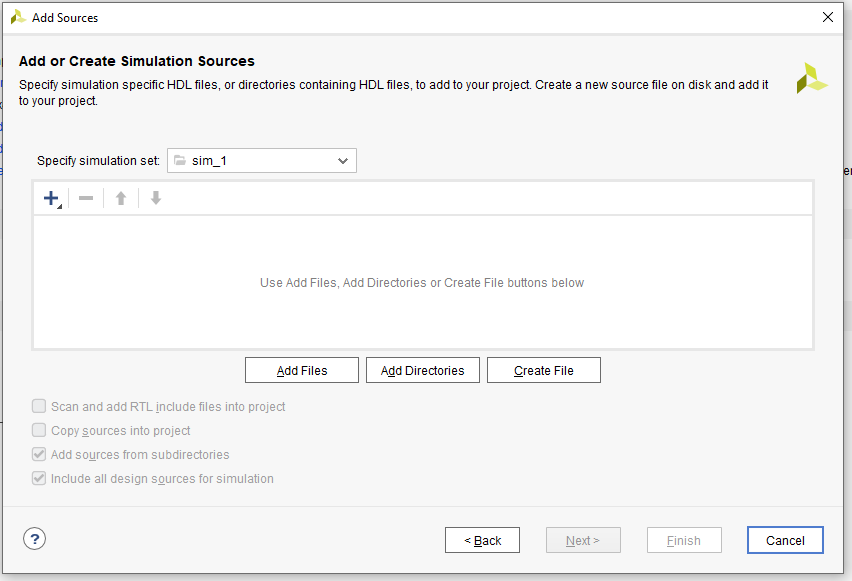 Add Sources
Add or Create Simulation Sources
Specify simulation specific HDL files, or directories containing HDL files, to add to your project. Create a new source file on disk and add it
to your project.
Specify simulation set: sim_1
Use Add Files, Add Directories or Create File buttons below
Add Files Add Directories Create File
Scan and add RTL include files into project
Copy sources into project
Add sources from subdirectories
Include all design sources for simulation
? < Back Next > Finish Cancel